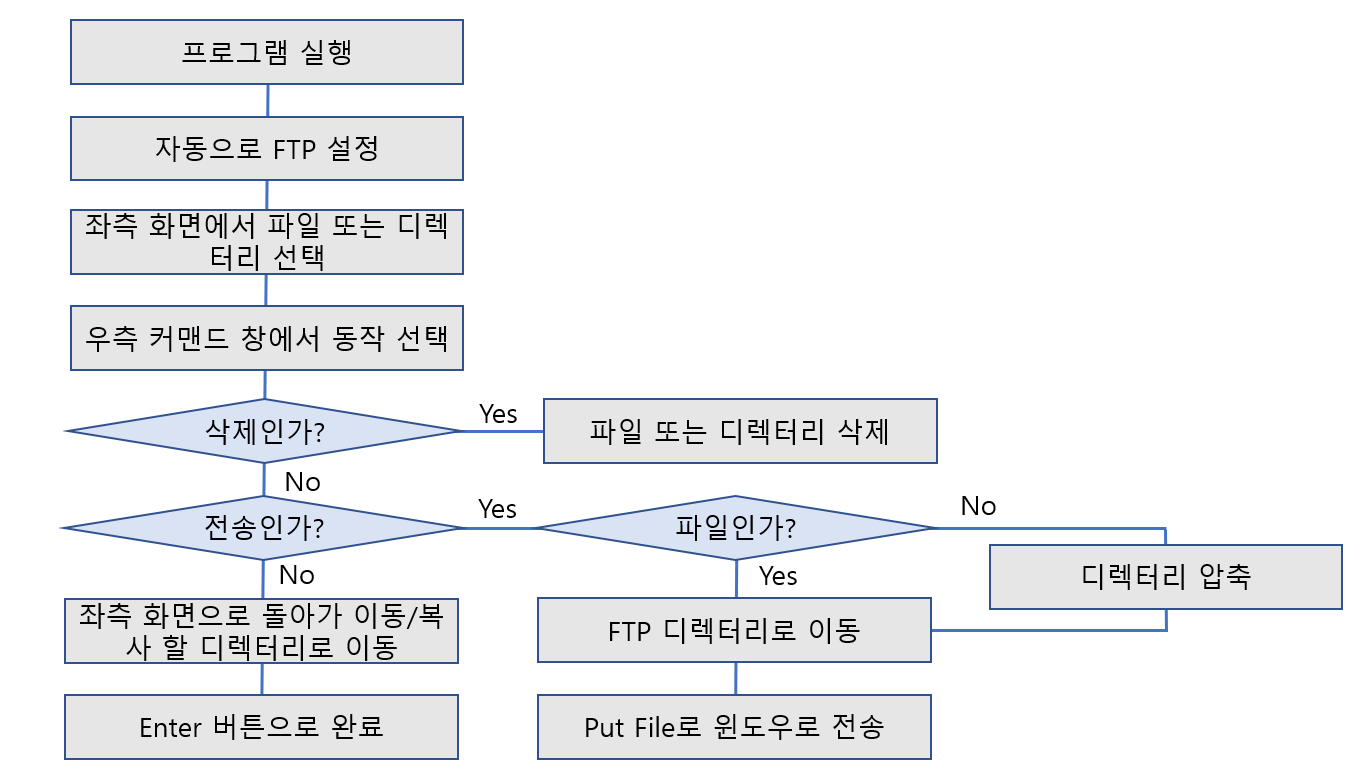 프로그램 실행
자동으로 FTP 설정
좌측 화면에서 파일 또는 디렉
터리 선택
우측 커맨드 창에서 동작 선택
삭제인가?
Yes
파일 또는 디렉터리 삭제
No
전송인가?
Yes
파일인가?
No
디렉터리 압축
No
Yes
좌측 화면으로 돌아가 이동/복
사 할 디렉터리로 이동
FTP 디렉터리로 이동
Enter 버튼으로 완료
Put File로 윈도우로 전송